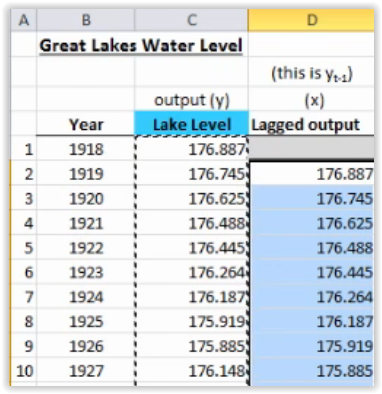 A B C D
Great Lakes Water Level
(this is yt-1)
output (y) (x)
Year Lake Level Lagged output
1 1918 176.887
2 1919 176.745 176.887
3 1920 176.625 176.745
4 1921 176.488 176.625
5 1922 176.445 176.488
6 1923 176.264 176.445
7 1924 176.187 176.264
8 1925 175.919 176.187
9 1926 175.885 175.919
10 1927 176.148 175.885